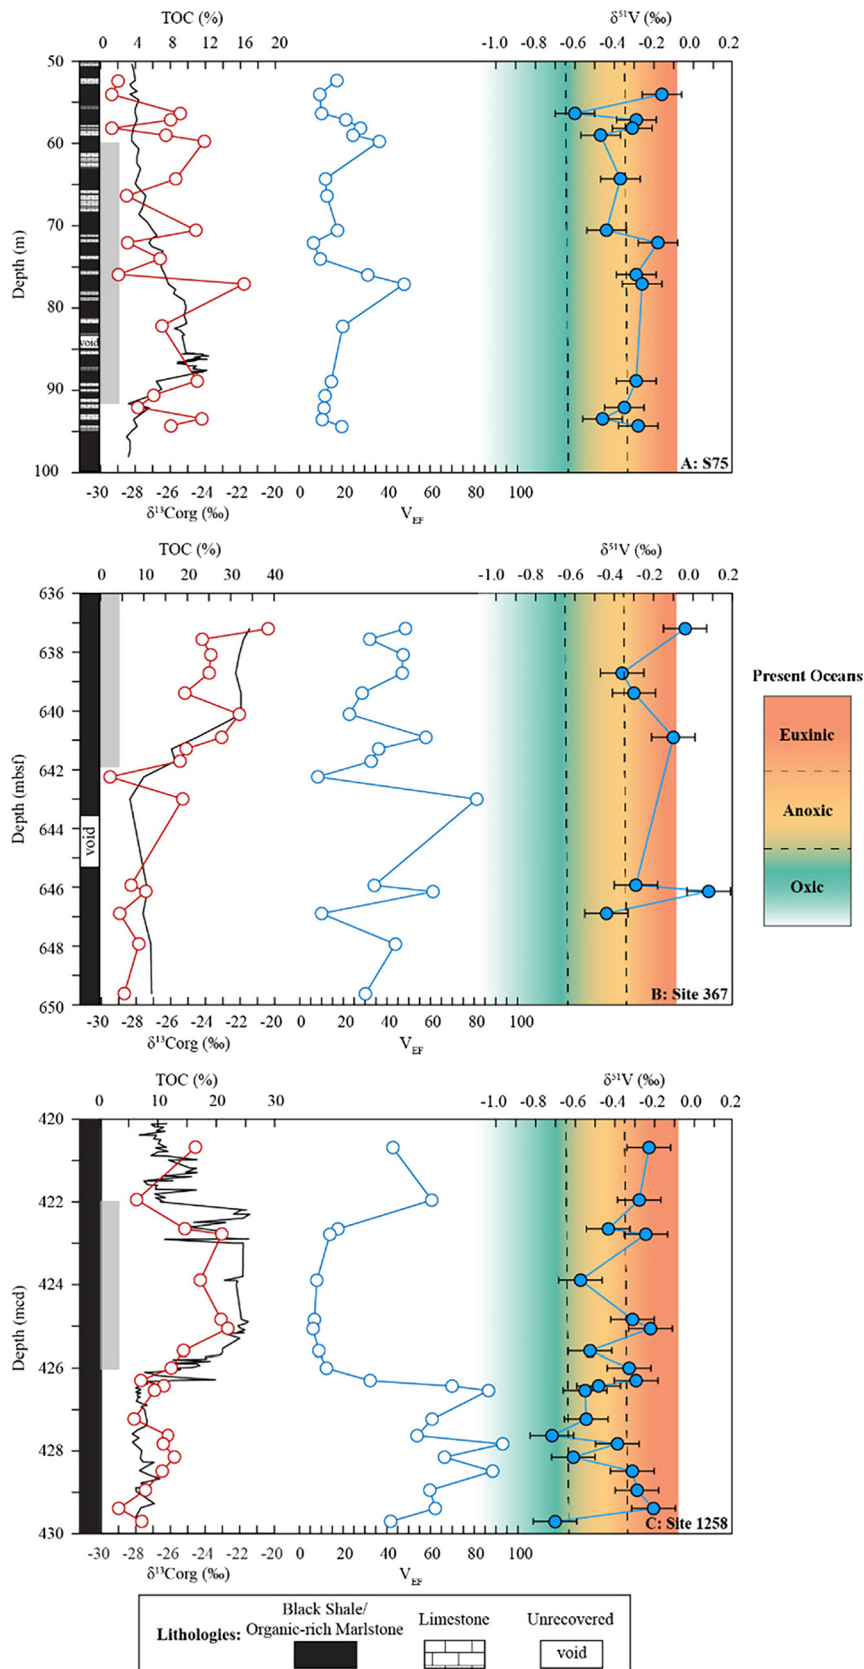 TOC (%)
δ⁵¹V (‰)
0 4 8 12 16 20
-1.0 -0.8 -0.6 -0.4 -0.2 0.0 0.2
50
60
70
80
90
100
Depth (m)
void
A: S75
-30 -28 -26 -24 -22 -20
0 20 40 60 80 100
δ¹³Corg (‰)
V_EF
TOC (%)
δ⁵¹V (‰)
0 10 20 30 40
-1.0 -0.8 -0.6 -0.4 -0.2 0.0 0.2
636
638
640
642
644
646
648
650
Depth (mbsf)
void
B: Site 367
-30 -28 -26 -24 -22 -20
0 20 40 60 80 100
δ¹³Corg (‰)
V_EF
Present Oceans
Euxinic
Anoxic
Oxic
TOC (%)
δ⁵¹V (‰)
0 10 20 30
-1.0 -0.8 -0.6 -0.4 -0.2 0.0 0.2
420
422
424
426
428
430
Depth (mcd)
C: Site 1258
-30 -28 -26 -24 -22 -20
0 20 40 60 80 100
δ¹³Corg (‰)
V_EF
Lithologies:
Black Shale/
Organic-rich Marlstone
Limestone
Unrecovered
void